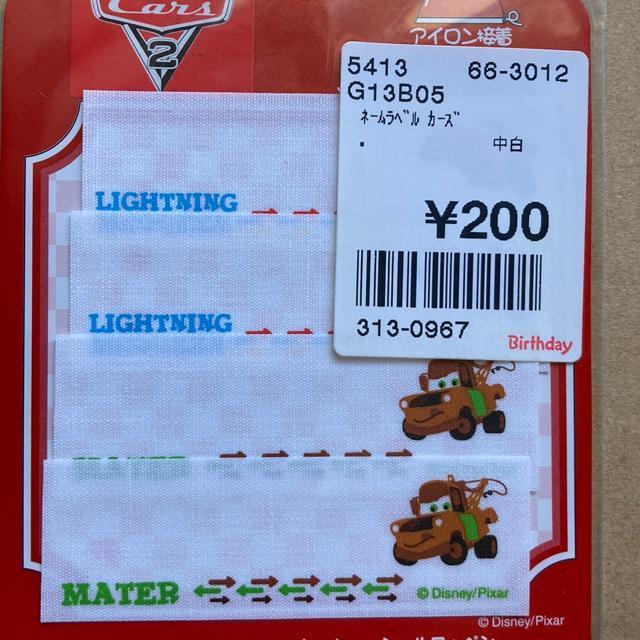 Cars
2
アイロン接着
5413 66-3012
G13B05
ﾈｰﾑﾗﾍﾞﾙ ｶｰｽﾞ
. 中白
¥200
313-0967
Birthday
LIGHTNING
LIGHTNING
MATER
MATER
© Disney/Pixar
© Disney/Pixar